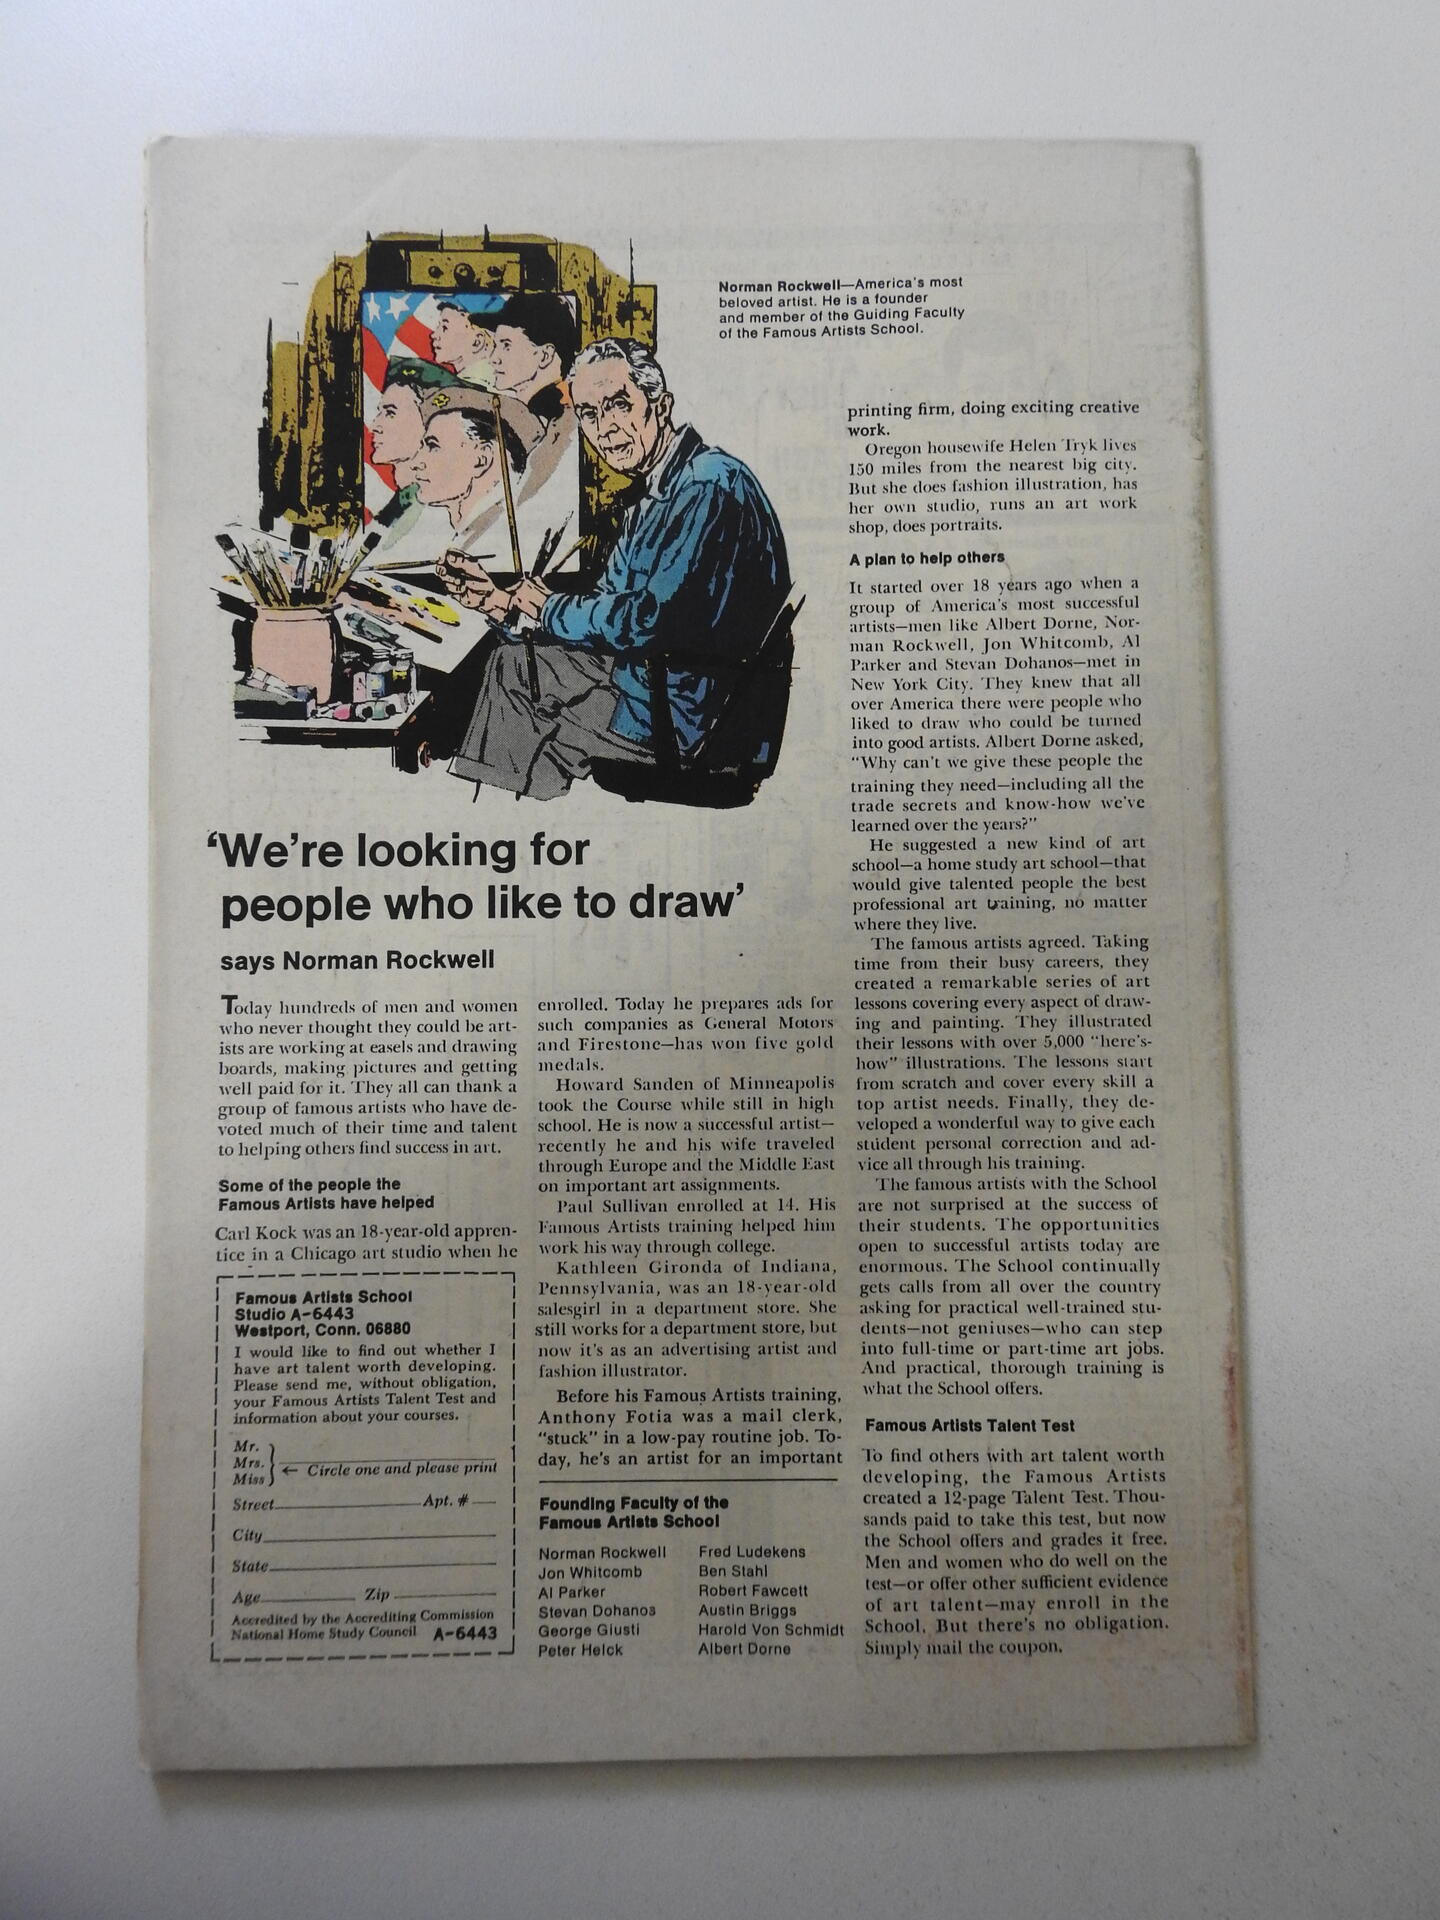 Norman Rockwell—America's most
beloved artist. He is a founder
and member of the Guiding Faculty
of the Famous Artists School.
'We're looking for
people who like to draw'
says Norman Rockwell
Today hundreds of men and women
who never thought they could be art-
ists are working at easels and drawing
boards, making pictures and getting
well paid for it. They all can thank a
group of famous artists who have de-
voted much of their time and talent
to helping others find success in art.
Some of the people the
Famous Artists have helped
Carl Kock was an 18-year-old appren-
tice in a Chicago art studio when he
enrolled. Today he prepares ads for
such companies as General Motors
and Firestone—has won five gold
medals.
Howard Sanden of Minneapolis
took the Course while still in high
school. He is now a successful artist—
recently he and his wife traveled
through Europe and the Middle East
on important art assignments.
Paul Sullivan enrolled at 14. His
Famous Artists training helped him
work his way through college.
Kathleen Gironda of Indiana,
Pennsylvania, was an 18-year-old
salesgirl in a department store. She
still works for a department store, but
now it's as an advertising artist and
fashion illustrator.
Before his Famous Artists training,
Anthony Fotia was a mail clerk,
"stuck" in a low-pay routine job. To-
day, he's an artist for an important
printing firm, doing exciting creative
work.
Oregon housewife Helen Tryk lives
150 miles from the nearest big city.
But she does fashion illustration, has
her own studio, runs an art work
shop, does portraits.
A plan to help others
It started over 18 years ago when a
group of America's most successful
artists—men like Albert Dorne, Nor-
man Rockwell, Jon Whitcomb, Al
Parker and Stevan Dohanos—met in
New York City. They knew that all
over America there were people who
liked to draw who could be turned
into good artists. Albert Dorne asked,
"Why can't we give these people the
training they need—including all the
trade secrets and know-how we've
learned over the years?"
He suggested a new kind of art
school—a home study art school—that
would give talented people the best
professional art training, no matter
where they live.
The famous artists agreed. Taking
time from their busy careers, they
created a remarkable series of art
lessons covering every aspect of draw-
ing and painting. They illustrated
their lessons with over 5,000 "here's-
how" illustrations. The lessons start
from scratch and cover every skill a
top artist needs. Finally, they de-
veloped a wonderful way to give each
student personal correction and ad-
vice all through his training.
The famous artists with the School
are not surprised at the success of
their students. The opportunities
open to successful artists today are
enormous. The School continually
gets calls from all over the country
asking for practical well-trained stu-
dents—not geniuses—who can step
into full-time or part-time art jobs.
And practical, thorough training is
what the School offers.
Famous Artists Talent Test
To find others with art talent worth
developing, the Famous Artists
created a 12-page Talent Test. Thou-
sands paid to take this test, but now
the School offers and grades it free.
Men and women who do well on the
test—or offer other sufficient evidence
of art talent—may enroll in the
School. But there's no obligation.
Simply mail the coupon.
Famous Artists School
Studio A-6443
Westport, Conn. 06880
I would like to find out whether I
have art talent worth developing.
Please send me, without obligation,
your Famous Artists Talent Test and
information about your courses.
Mr.
Mrs.
Miss
← Circle one and please print
Street Apt. #
City
State
Age Zip
Accredited by the Accrediting Commission
National Home Study Council A-6443
Founding Faculty of the
Famous Artists School
Norman Rockwell
Jon Whitcomb
Al Parker
Stevan Dohanos
George Giusti
Peter Helck
Fred Ludekens
Ben Stahl
Robert Fawcett
Austin Briggs
Harold Von Schmidt
Albert Dorne